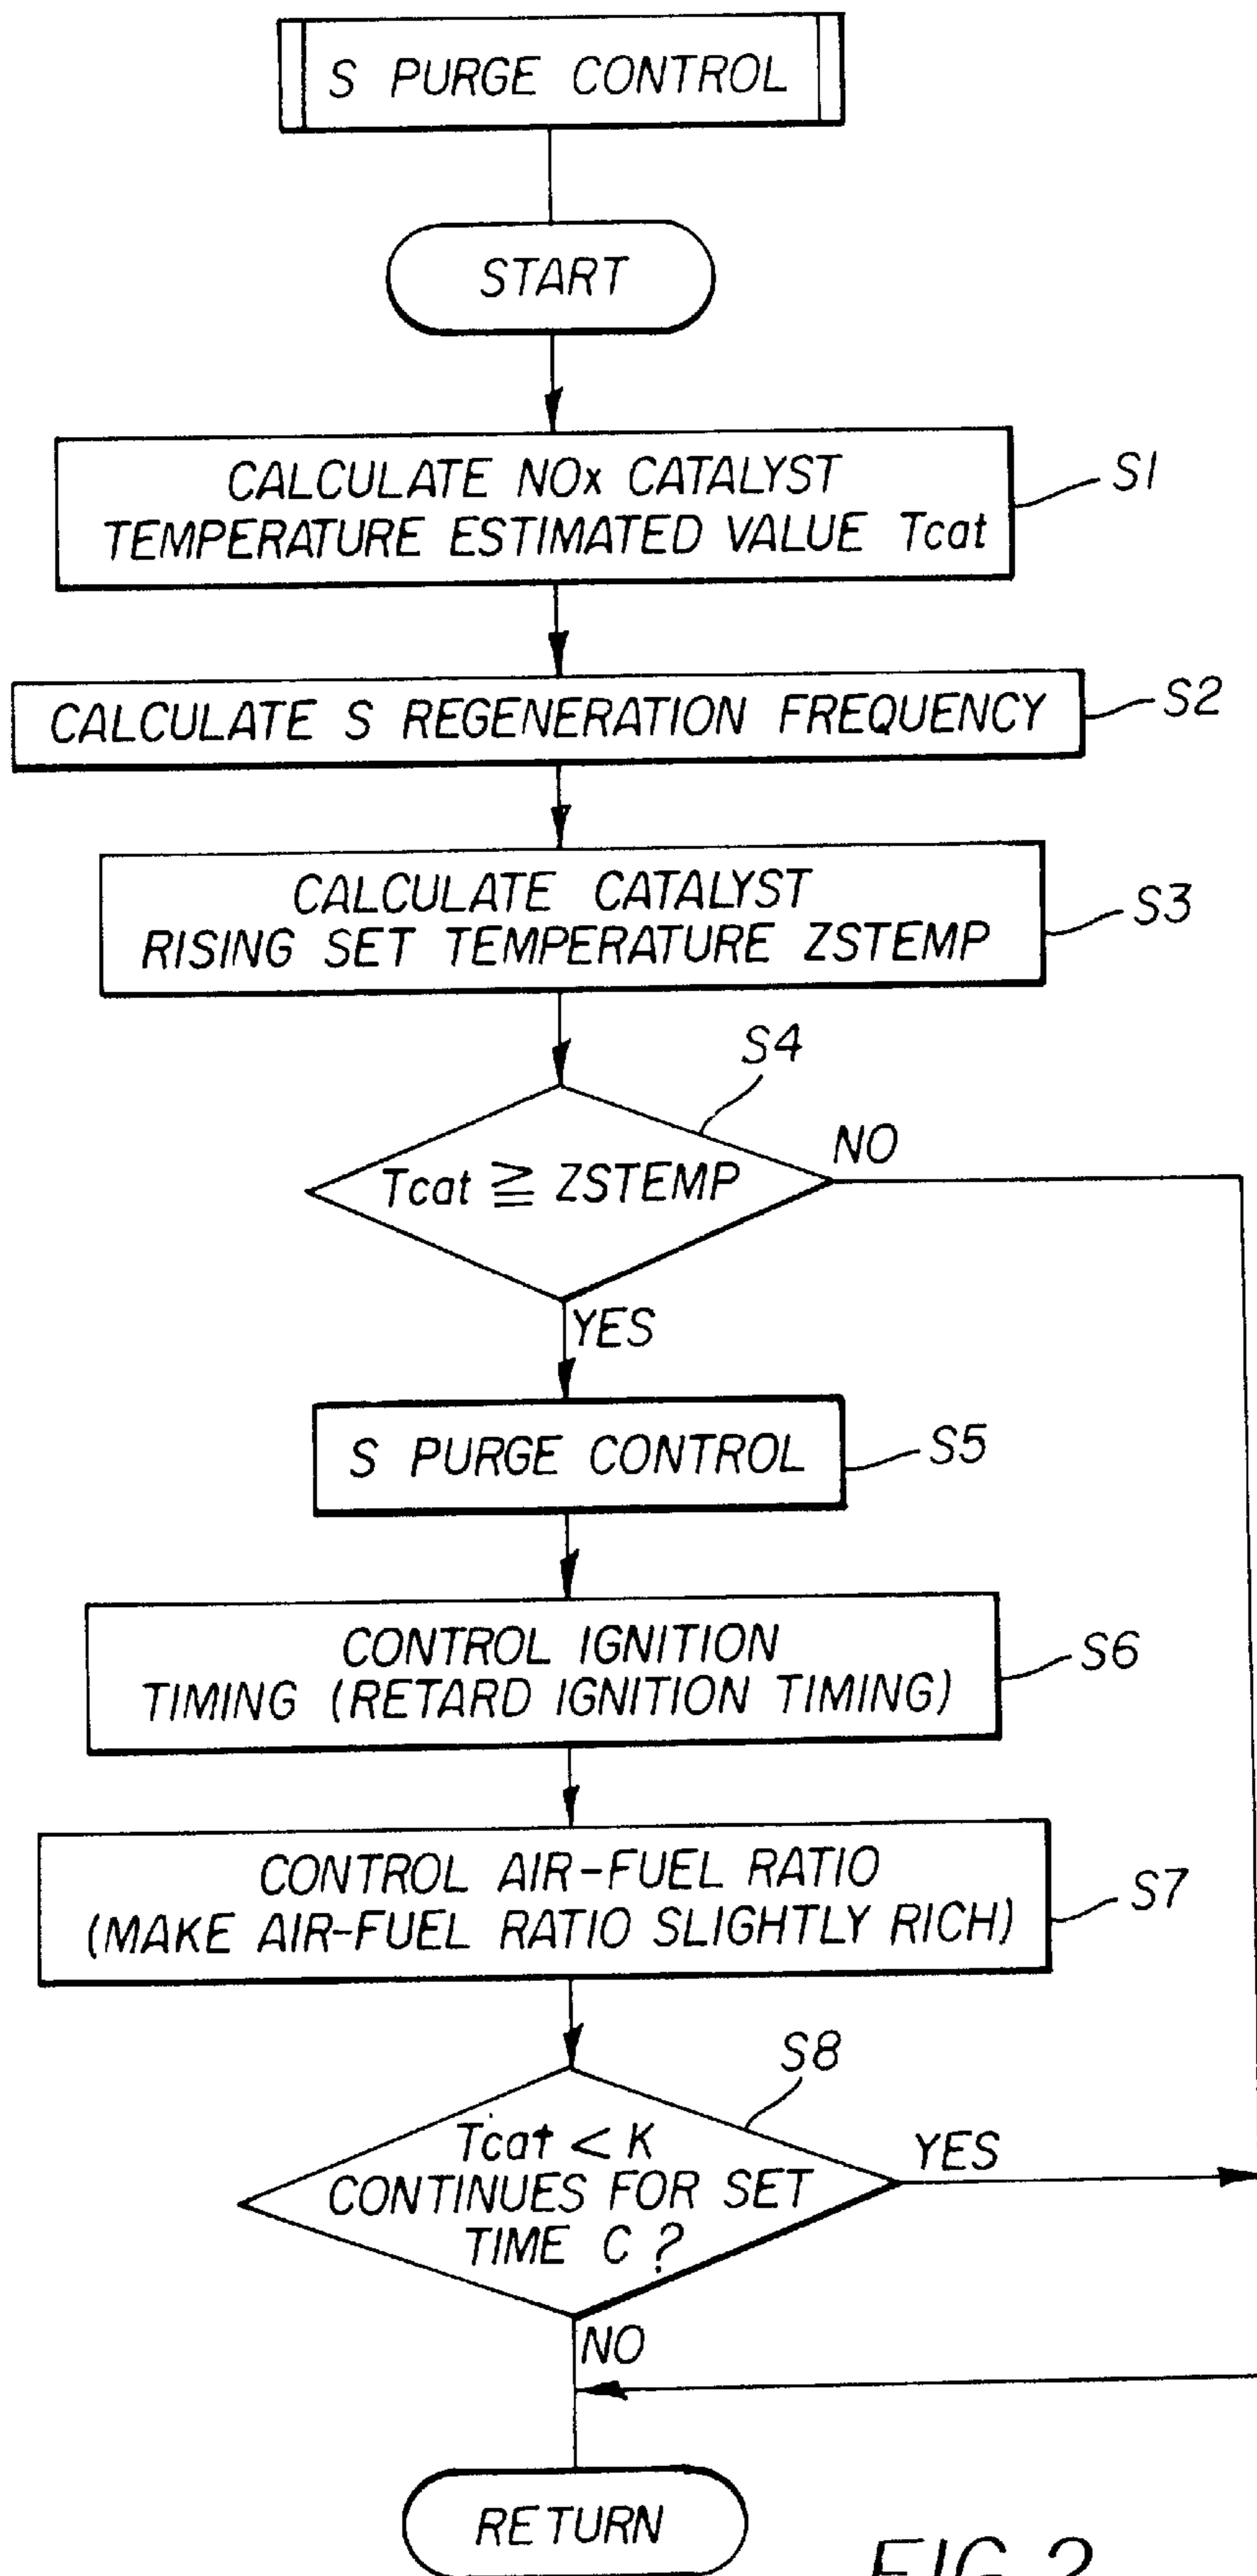 S PURGE CONTROL
START
CALCULATE NOx CATALYST
TEMPERATURE ESTIMATED VALUE Tcat
S1
CALCULATE S REGENERATION FREQUENCY
S2
CALCULATE CATALYST
RISING SET TEMPERATURE ZSTEMP
S3
S4
Tcat ≧ ZSTEMP
NO
YES
S PURGE CONTROL
S5
CONTROL IGNITION
TIMING (RETARD IGNITION TIMING)
S6
CONTROL AIR-FUEL RATIO
(MAKE AIR-FUEL RATIO SLIGHTLY RICH)
S7
S8
Tcat < K
CONTINUES FOR SET
TIME C ?
YES
NO
RETURN
FIG. 2